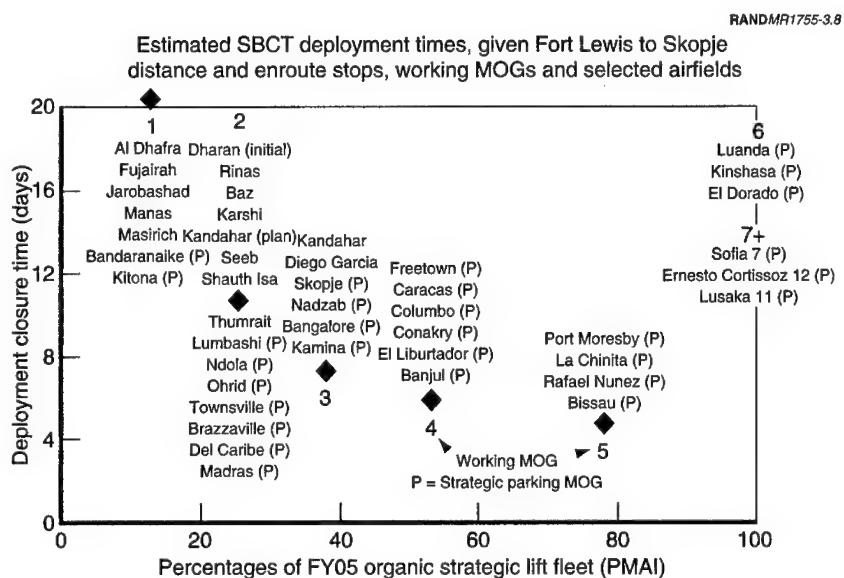 RANDMR1755-3.8
Estimated SBCT deployment times, given Fort Lewis to Skopje
distance and enroute stops, working MOGs and selected airfields
Deployment closure time (days)
20
16
12
8
4
0
1
Al Dhafra
Fujairah
Jarobashad
Manas
Masirich
Bandaranaike (P)
Kitona (P)
2
Dharan (initial)
Rinas
Baz
Karshi
Kandahar (plan)
Seeb
Shauth Isa
Thumrait
Lumbashi (P)
Ndola (P)
Ohrid (P)
Townsville (P)
Brazzaville (P)
Del Caribe (P)
Madras (P)
Kandahar
Diego Garcia
Skopje (P)
Nadzab (P)
Bangalore (P)
Kamina (P)
3
Freetown (P)
Caracas (P)
Columbo (P)
Conakry (P)
El Liburtador (P)
Banjul (P)
4
Port Moresby (P)
La Chinita (P)
Rafael Nunez (P)
Bissau (P)
5
Working MOG
P = Strategic parking MOG
6
Luanda (P)
Kinshasa (P)
El Dorado (P)
7+
Sofia 7 (P)
Ernesto Cortissoz 12 (P)
Lusaka 11 (P)
0
20
40
60
80
100
Percentages of FY05 organic strategic lift fleet (PMAI)